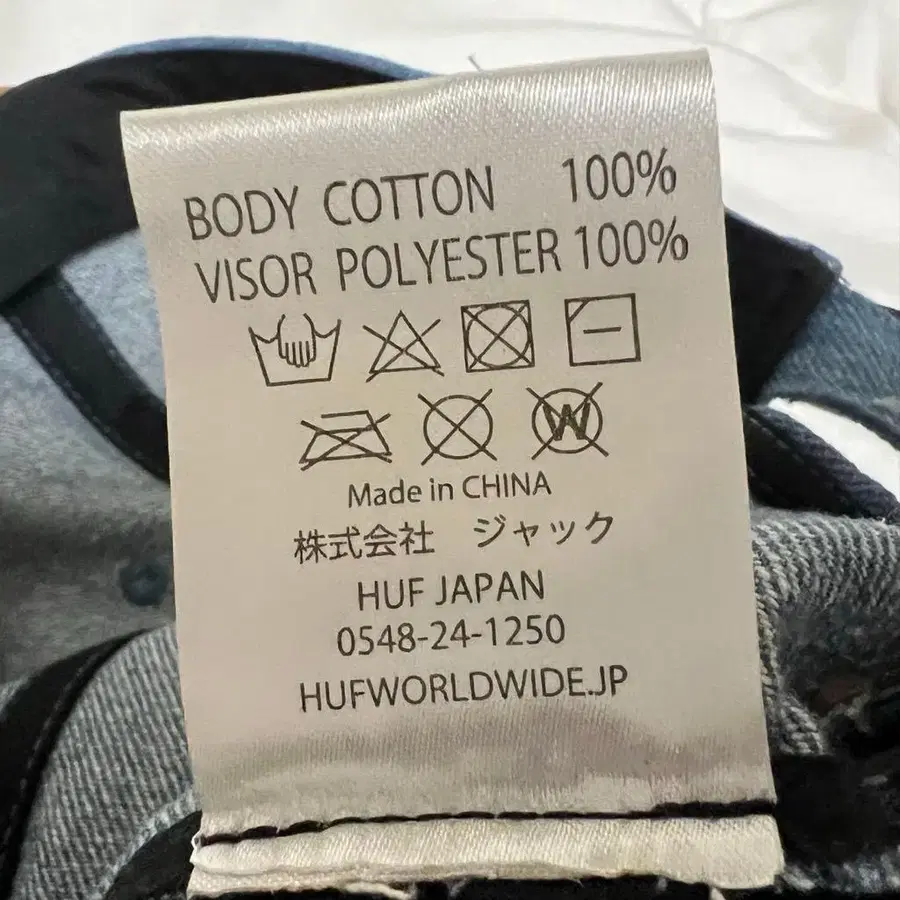 BODY COTTON 100%
VISOR POLYESTER 100%
W
Made in CHINA
株式会社 ジャック
HUF JAPAN
0548-24-1250
HUFWORLDWIDE.JP